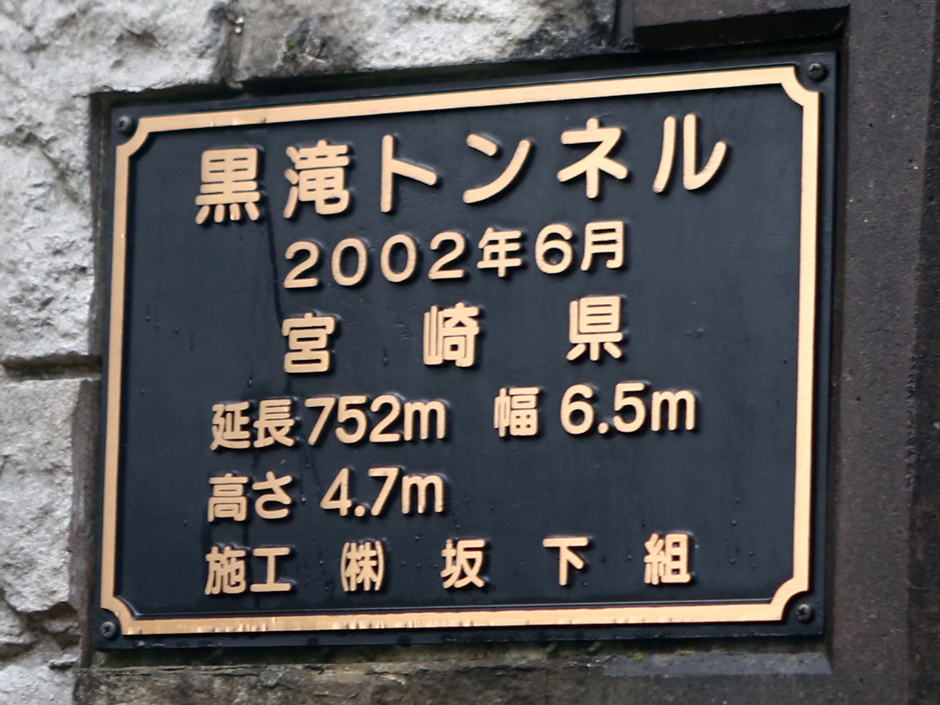 黒滝トンネル
2002年6月
宮崎県
延長752m 幅6.5m
高さ 4.7m
施工 ㈱ 坂下組